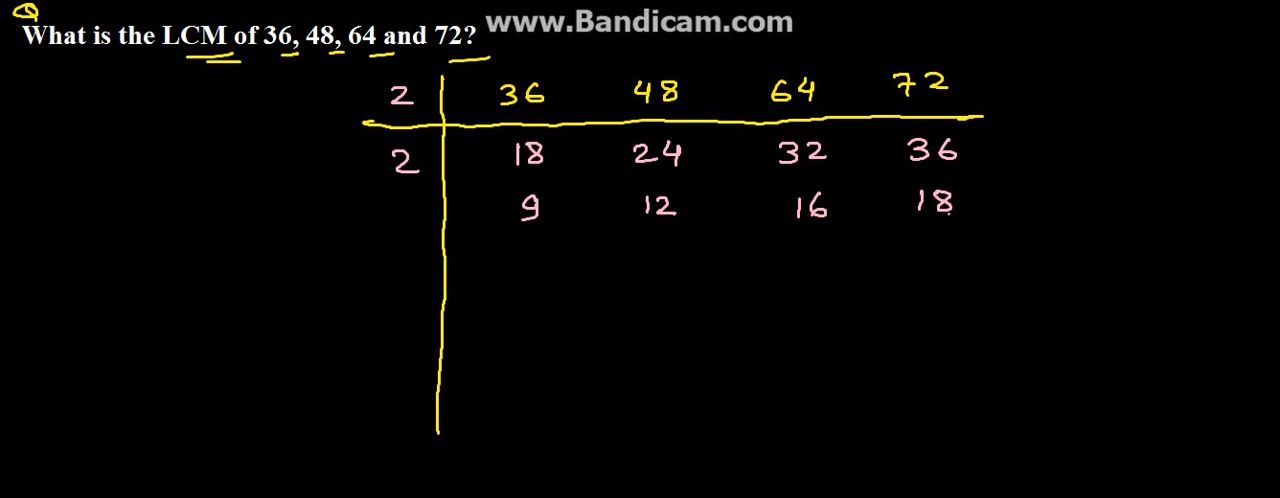 Q
www.Bandicam.com
What is the LCM of 36, 48, 64 and 72?
2 36 48 64 72
2 18 24 32 36
9 12 16 18